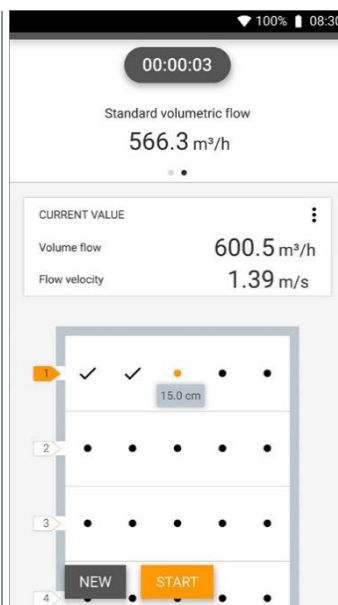 100% 08:30
00:00:03
Standard volumetric flow
566.3 m³/h
CURRENT VALUE
Volume flow 600.5 m³/h
Flow velocity 1.39 m/s
1
15.0 cm
2
3
4
NEW START